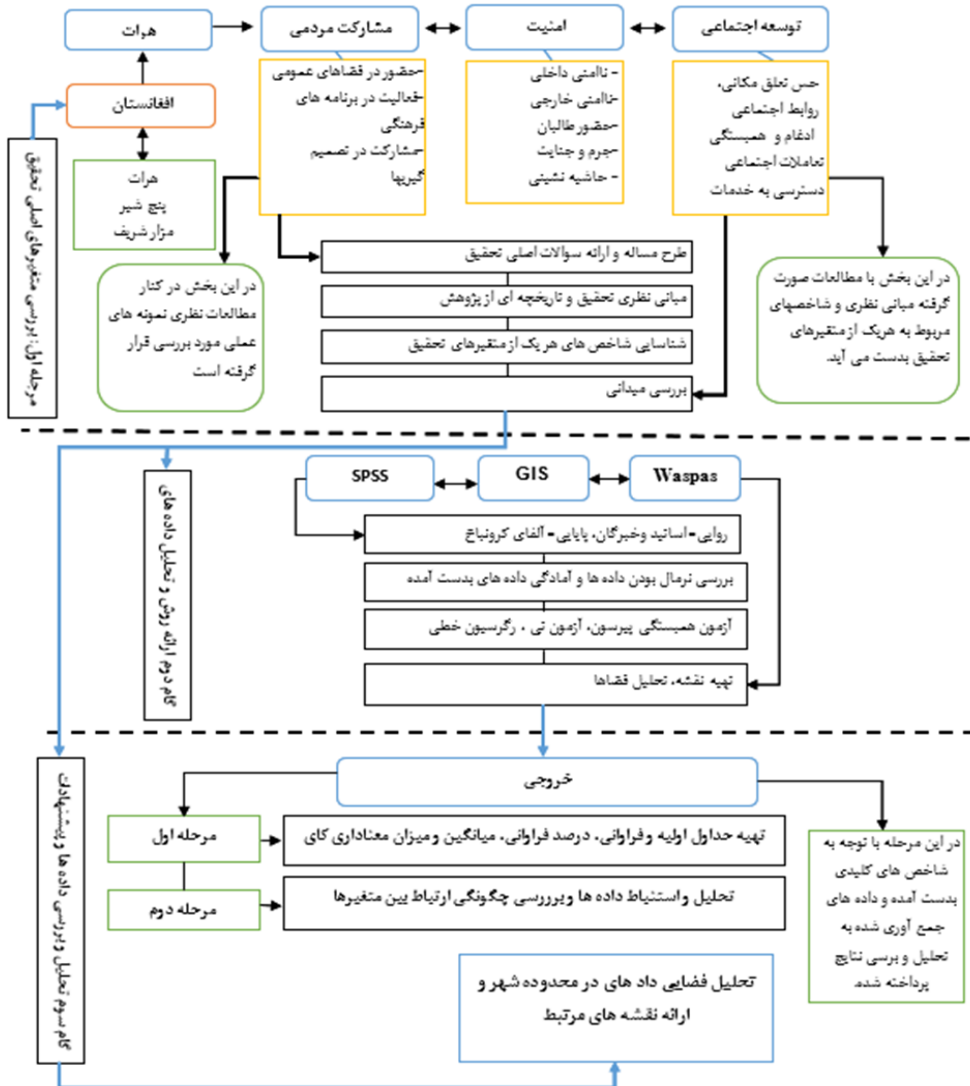 توسعه اجتماعی
امنیت
مشارکت مردمی
هرات
حس تعلق مکانی،
روابط اجتماعی
ادغام و همبستگی
تعاملات اجتماعی
دسترسی به خدمات
- ناامنی داخلی
-ناامنی خارجی
-حضور طالبان
-جرم و جنایت
- حاشیه نشینی
-حضور در فضاهای عمومی
-فعالیت در برنامه های
فرهنگی
-مشارکت در تصمیم
گیریها
افغانستان
هرات
پنج شیر
مزار شریف
مرحله اول: بررسی متغیرهای اصلی تحقیق
طرح مساله و ارائه سوالات اصلی تحقیق
مبانی نظری تحقیق و تاریخچه ای از پژوهش
شناسایی شاخص های هر یک از متغیرهای تحقیق
بررسی میدانی
در این بخش با مطالعات صورت
گرفته مبانی نظری و شاخصهای
مربوط به هریک از متغیرهای
تحقیق بدست می آید.
در این بخش در کنار
مطالعات نظری نمونه های
عملی مورد بررسی قرار
گرفته است
SPSS
GIS
Waspas
روایی- اساتید وخبرگان، پایایی- آلفای کرونباخ
بررسی نرمال بودن داده ها و آمادگی داده های بدست آمده
آزمون همبستگی پیرسون، آزمون تی ، رگرسیون خطی
تهیه نقشه، تحلیل فضاها
گام دوم ارائه روش و تحلیل داده های
خروجی
مرحله اول
تهیه حداول اولیه و فراوانی، درصد فراوانی، میانگین و میزان معناداری کای
مرحله دوم
تحلیل و استنباط داده ها وبرررسی چگونگی ارتباط بین متغیرها
در این مرحله با توجه به
شاخص های کلیدی
بدست آمده و داده های
جمع آوری شده به
تحلیل و برسی نتایج
پرداخته شده.
تحلیل فضایی داد های در محدوده شهر و
ارائه نقشه های مرتبط
گام سوم تحلیل و بررسی داده ها و پیشنهادات